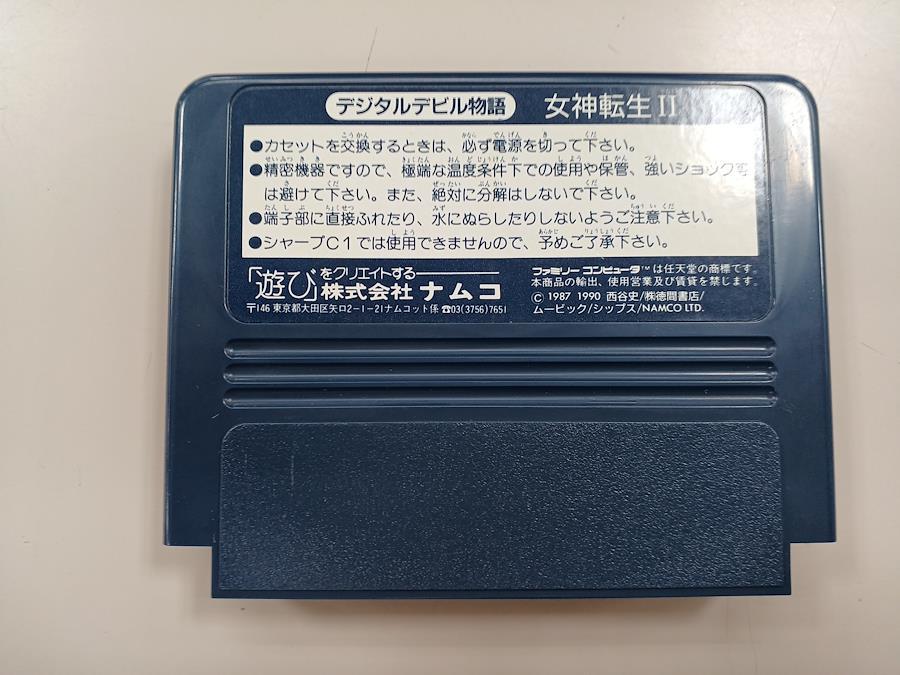 デジタルデビル物語 女神転生II
●カセットを交換するときは、必ず電源を切って下さい。
●精密機器ですので、極端な温度条件下での使用や保管、強いショックを
は避けて下さい。また、絶対に分解はしないで下さい。
●端子部に直接ふれたり、水にぬらしたりしないようご注意下さい。
●シャープC1では使用できませんので、予めご了承下さい。
「遊び」をクリエイトする
株式会社 ナムコ
〒146 東京都大田区矢口2-1-21ナムコット係 ☎03(3756)7651
ファミリーコンピュータ™は任天堂の商標です。
本商品の輸出、使用営業及び賃貸を禁じます。
© 1987 1990 西谷史/㈱徳間書店/
ムービック/シップス/NAMCO LTD.